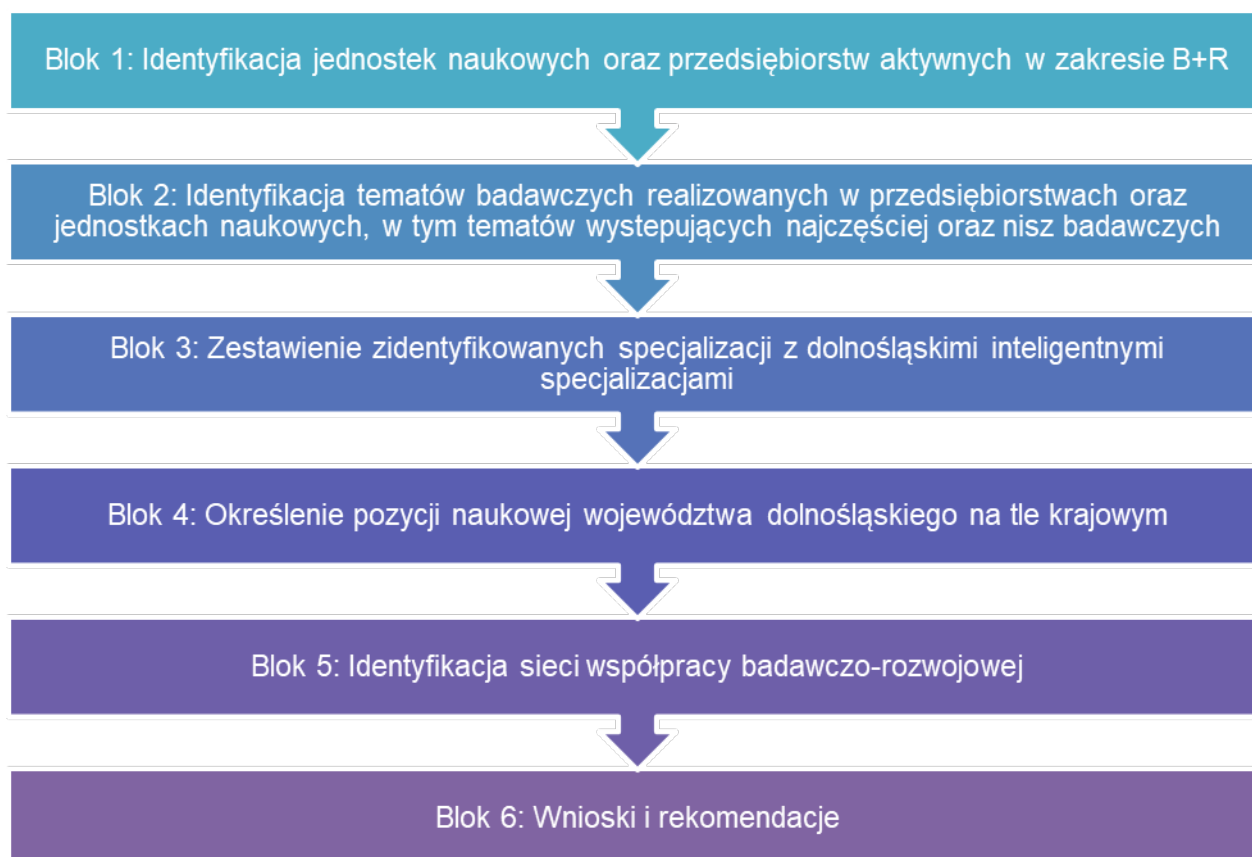 Blok 1: Identyfikacja jednostek naukowych oraz przedsiębiorstw aktywnych w zakresie B+R
Blok 2: Identyfikacja tematów badawczych realizowanych w przedsiębiorstwach oraz
jednostkach naukowych, w tym tematów wystepujących najczęściej oraz nisz badawczych
Blok 3: Zestawienie zidentyfikowanych specjalizacji z dolnośląskimi inteligentnymi
specjalizacjami
Blok 4: Określenie pozycji naukowej województwa dolnośląskiego na tle krajowym
Blok 5: Identyfikacja sieci współpracy badawczo-rozwojowej
Blok 6: Wnioski i rekomendacje